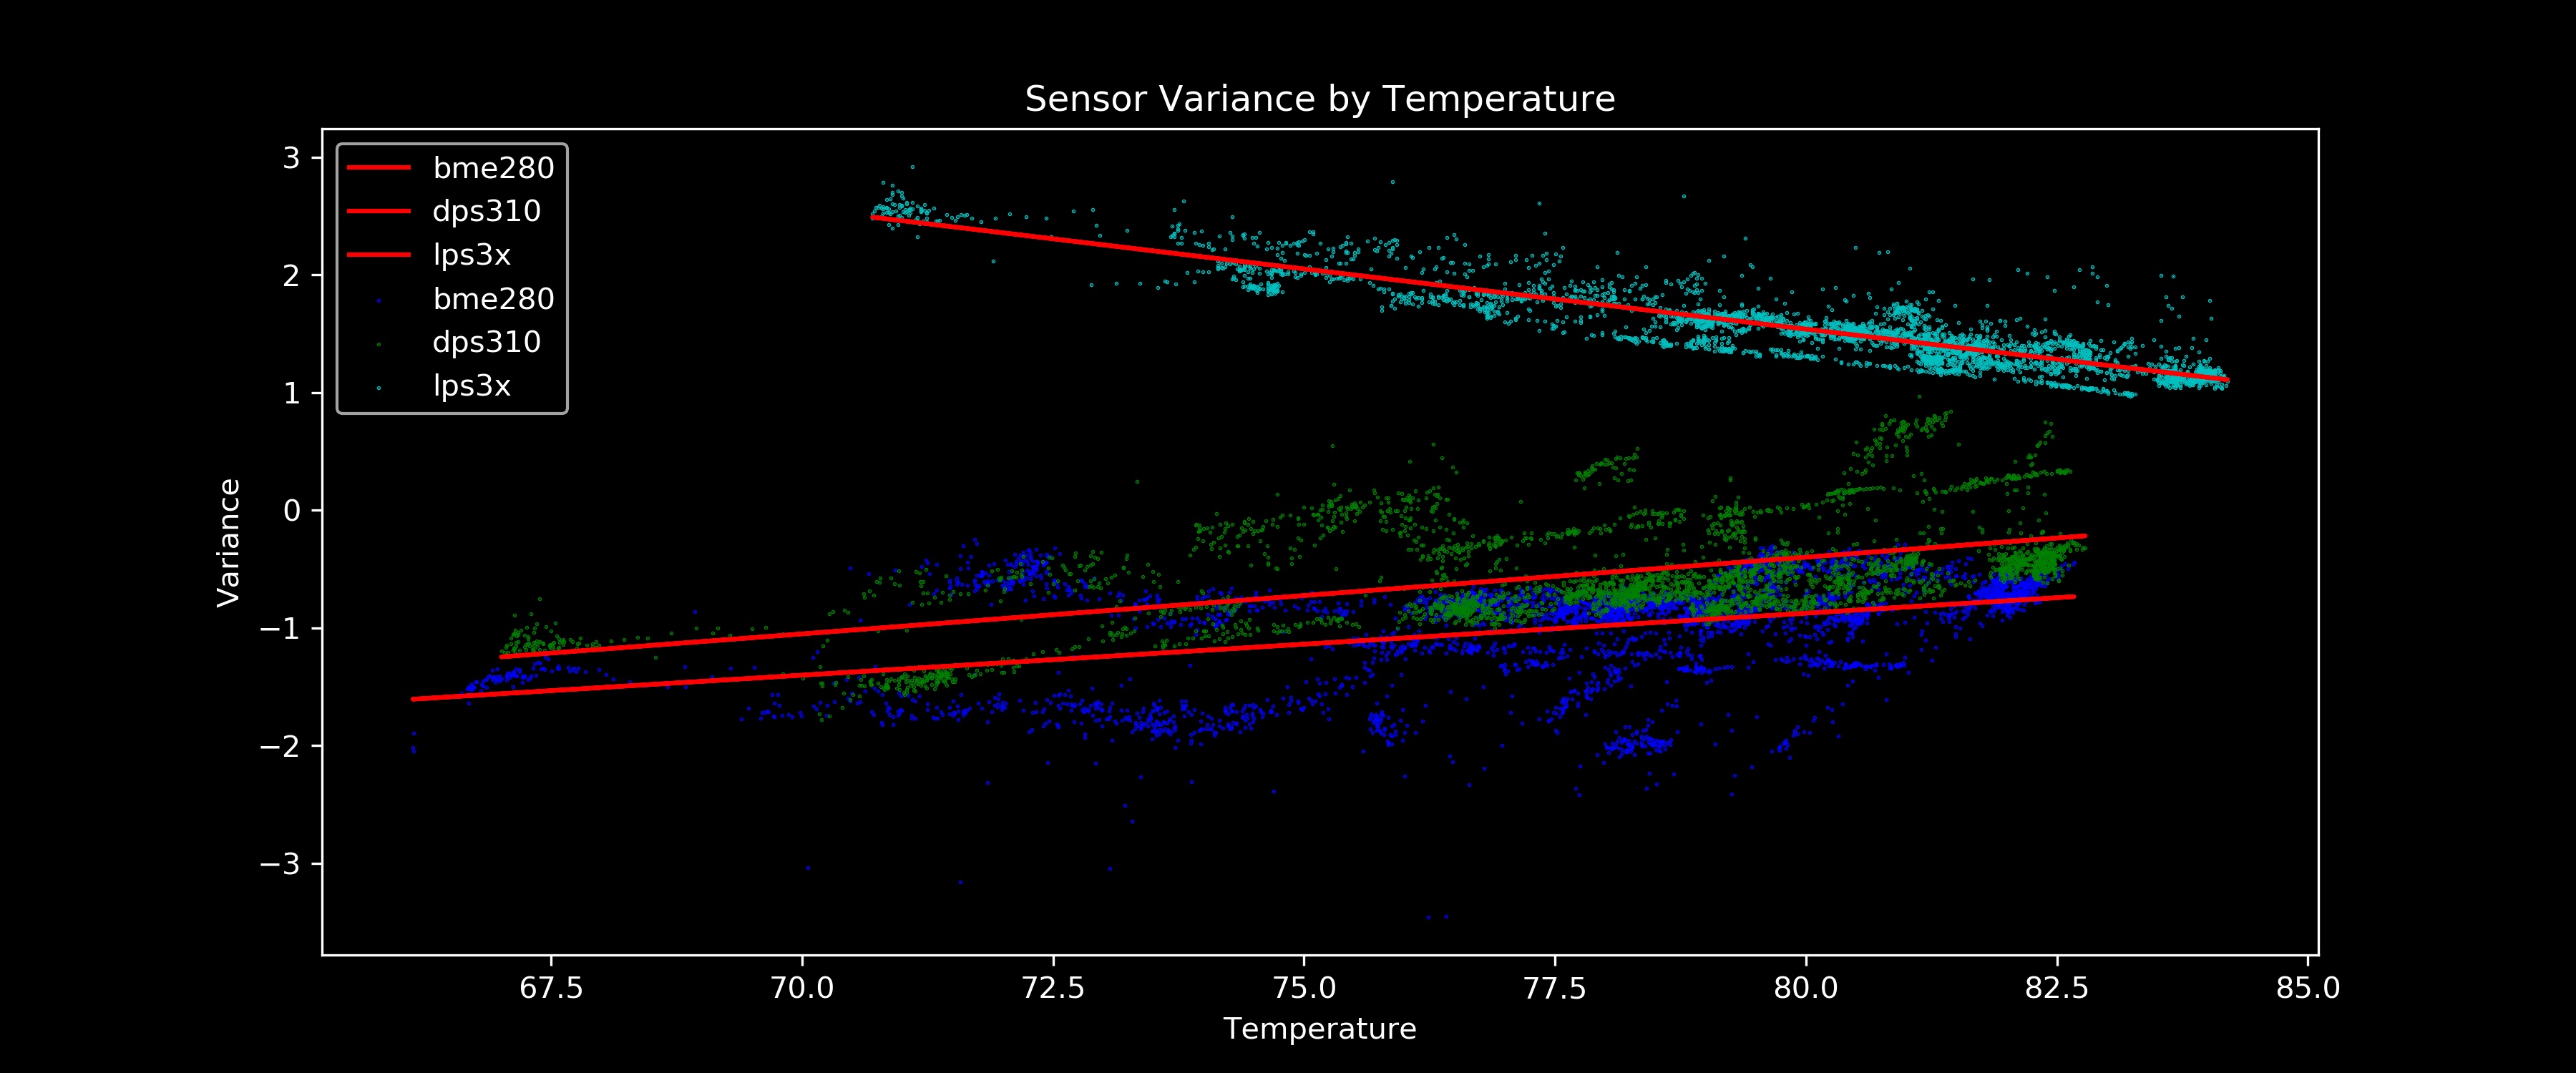 Sensor Variance by Temperature
bme280
dps310
lps3x
bme280
dps310
lps3x
3
2
1
0
−1
−2
−3
Variance
67.5 70.0 72.5 75.0 77.5 80.0 82.5 85.0
Temperature